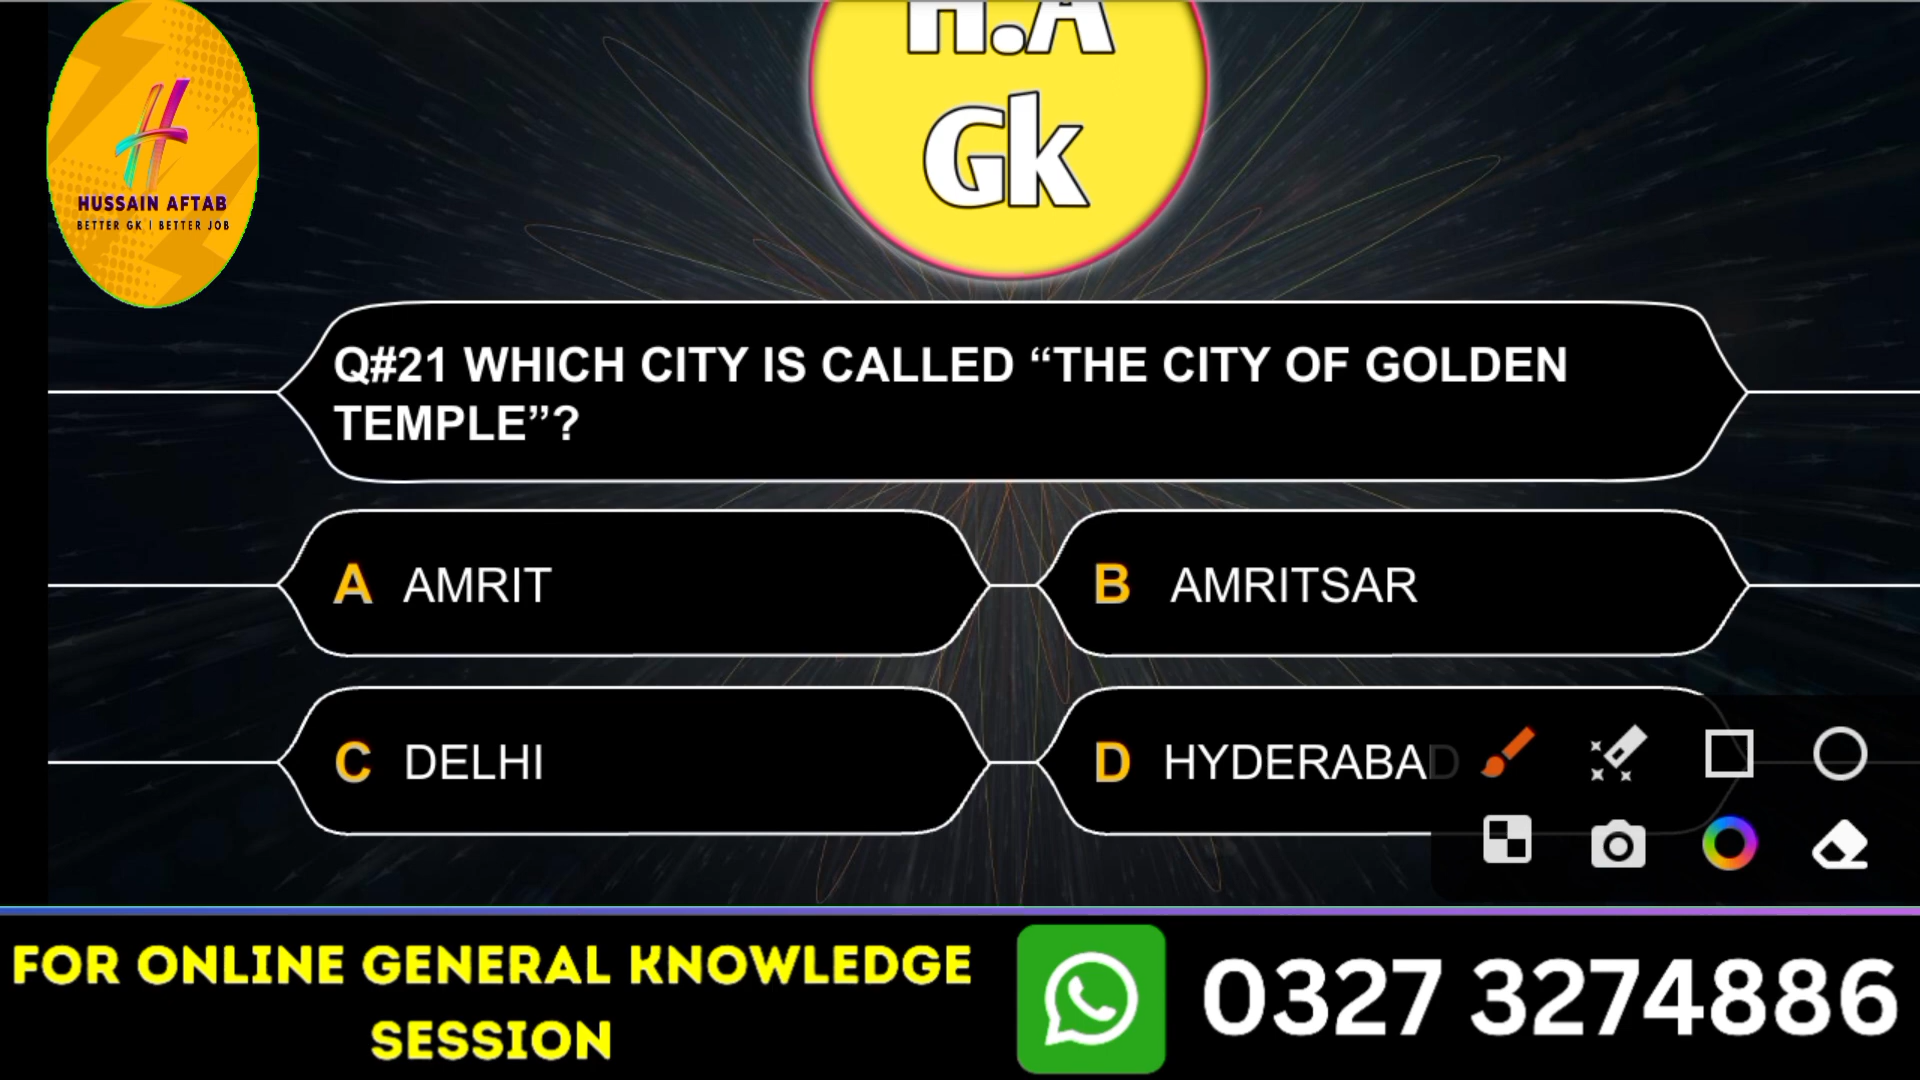 H.A
Gk
HUSSAIN AFTAB
BETTER GK | BETTER JOB
Q#21 WHICH CITY IS CALLED “THE CITY OF GOLDEN
TEMPLE”?
A AMRIT
B AMRITSAR
C DELHI
D HYDERABAD
FOR ONLINE GENERAL KNOWLEDGE
SESSION
0327 3274886